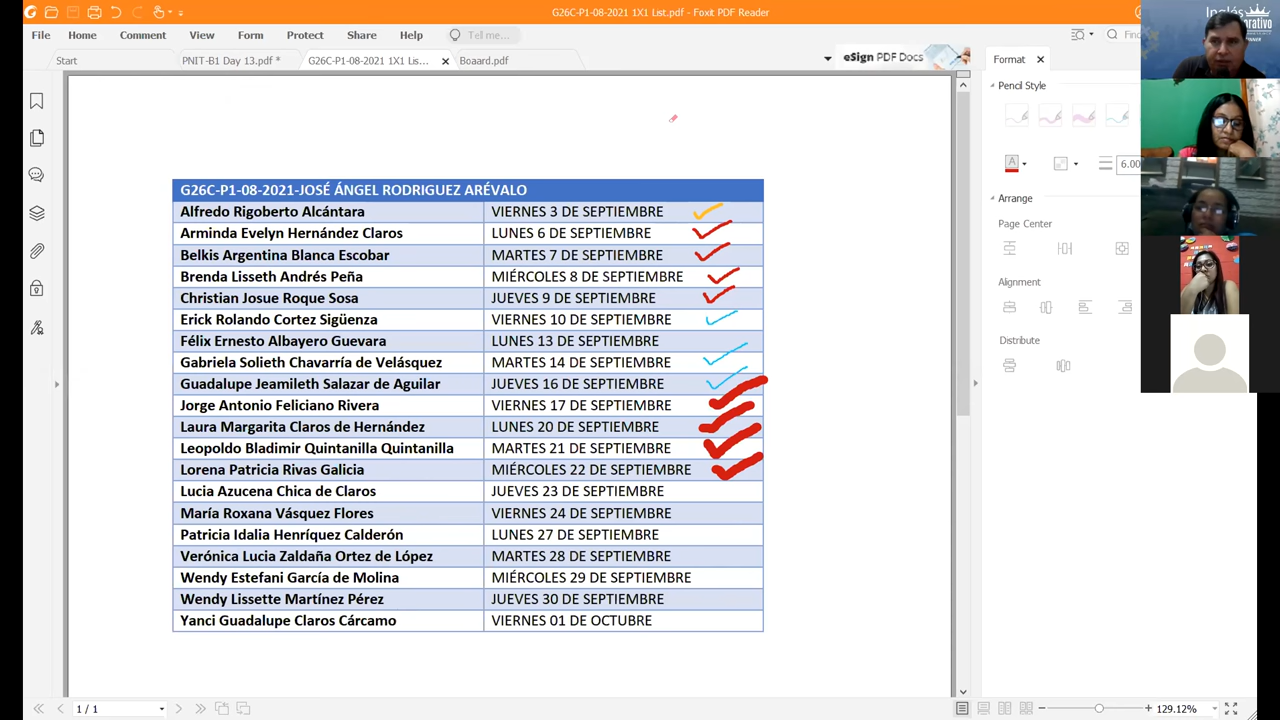 G26C-P1-08-2021 1X1 List.pdf - Foxit PDF Reader
File Home Comment View Form Protect Share Help Tell me...
Start PNIT-B1 Day 13.pdf * G26C-P1-08-2021 1X1 Lis... Boaard.pdf eSign PDF Docs Format
Pencil Style
6.00
Arrange
Page Center
Alignment
Distribute
G26C-P1-08-2021-JOSÉ ÁNGEL RODRIGUEZ ARÉVALO
Alfredo Rigoberto Alcántara VIERNES 3 DE SEPTIEMBRE
Arminda Evelyn Hernández Claros LUNES 6 DE SEPTIEMBRE
Belkis Argentina Blanca Escobar MARTES 7 DE SEPTIEMBRE
Brenda Lisseth Andrés Peña MIÉRCOLES 8 DE SEPTIEMBRE
Christian Josue Roque Sosa JUEVES 9 DE SEPTIEMBRE
Erick Rolando Cortez Sigüenza VIERNES 10 DE SEPTIEMBRE
Félix Ernesto Albayero Guevara LUNES 13 DE SEPTIEMBRE
Gabriela Solieth Chavarría de Velásquez MARTES 14 DE SEPTIEMBRE
Guadalupe Jeamileth Salazar de Aguilar JUEVES 16 DE SEPTIEMBRE
Jorge Antonio Feliciano Rivera VIERNES 17 DE SEPTIEMBRE
Laura Margarita Claros de Hernández LUNES 20 DE SEPTIEMBRE
Leopoldo Bladimir Quintanilla Quintanilla MARTES 21 DE SEPTIEMBRE
Lorena Patricia Rivas Galicia MIÉRCOLES 22 DE SEPTIEMBRE
Lucia Azucena Chica de Claros JUEVES 23 DE SEPTIEMBRE
María Roxana Vásquez Flores VIERNES 24 DE SEPTIEMBRE
Patricia Idalia Henríquez Calderón LUNES 27 DE SEPTIEMBRE
Verónica Lucia Zaldaña Ortez de López MARTES 28 DE SEPTIEMBRE
Wendy Estefani García de Molina MIÉRCOLES 29 DE SEPTIEMBRE
Wendy Lissette Martínez Pérez JUEVES 30 DE SEPTIEMBRE
Yanci Guadalupe Claros Cárcamo VIERNES 01 DE OCTUBRE
1 / 1 129.12%